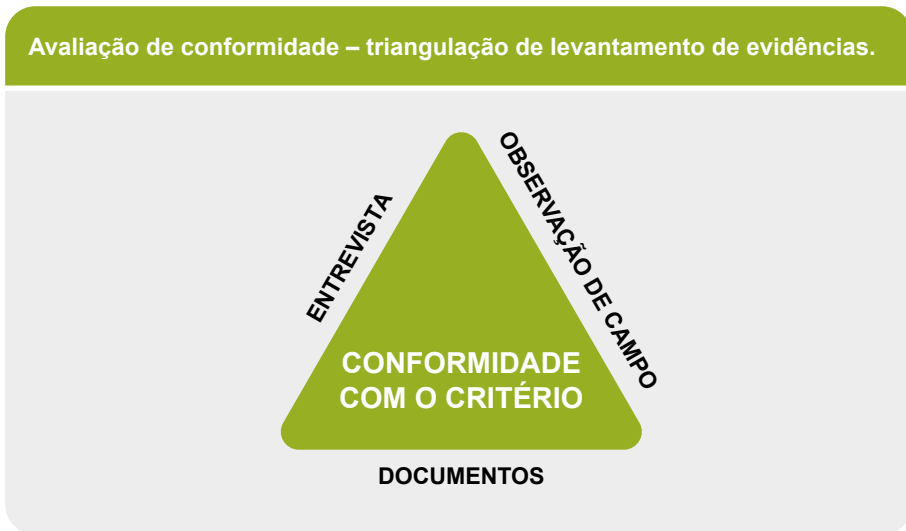 Avaliação de conformidade – triangulação de levantamento de evidências.
ENTREVISTA
OBSERVAÇÃO DE CAMPO
CONFORMIDADE
COM O CRITÉRIO
DOCUMENTOS